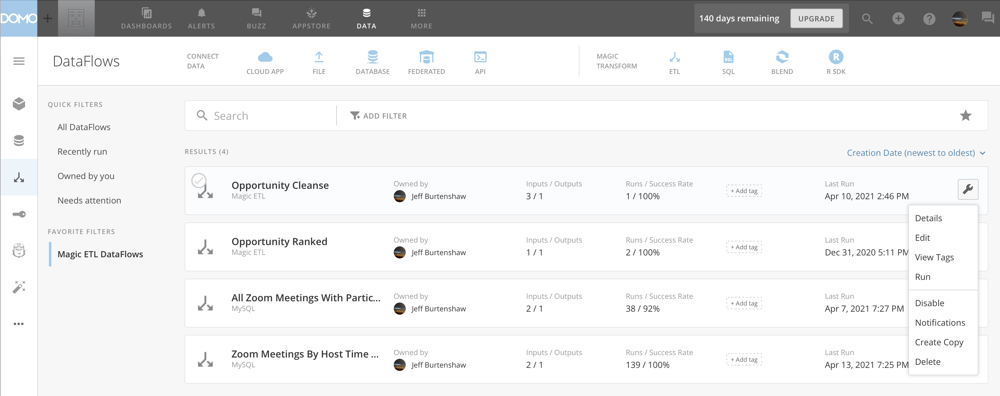 DOMO
DASHBOARDS
ALERTS
BUZZ
APPSTORE
DATA
MORE
140 days remaining
UPGRADE
DataFlows
CONNECT
DATA
CLOUD APP
FILE
DATABASE
FEDERATED
API
MAGIC
TRANSFORM
ETL
SQL
SQL
BLEND
R
R SDK
QUICK FILTERS
All DataFlows
Recently run
Owned by you
Needs attention
FAVORITE FILTERS
Magic ETL DataFlows
Search
ADD FILTER
RESULTS (4)
Creation Date (newest to oldest)
Opportunity Cleanse
Magic ETL
Owned by
Jeff Burtenshaw
Inputs / Outputs
3 / 1
Runs / Success Rate
1 / 100%
+ Add tag
Last Run
Apr 10, 2021 2:46 PM
Opportunity Ranked
Magic ETL
Owned by
Jeff Burtenshaw
Inputs / Outputs
1 / 1
Runs / Success Rate
2 / 100%
+ Add tag
Last Run
Dec 31, 2020 5:11 PM
All Zoom Meetings With Partic...
MySQL
Owned by
Jeff Burtenshaw
Inputs / Outputs
2 / 1
Runs / Success Rate
38 / 92%
+ Add tag
Last Run
Apr 7, 2021 7:27 PM
Zoom Meetings By Host Time ...
MySQL
Owned by
Jeff Burtenshaw
Inputs / Outputs
2 / 1
Runs / Success Rate
139 / 100%
+ Add tag
Last Run
Apr 13, 2021 7:25 PM
Details
Edit
View Tags
Run
Disable
Notifications
Create Copy
Delete